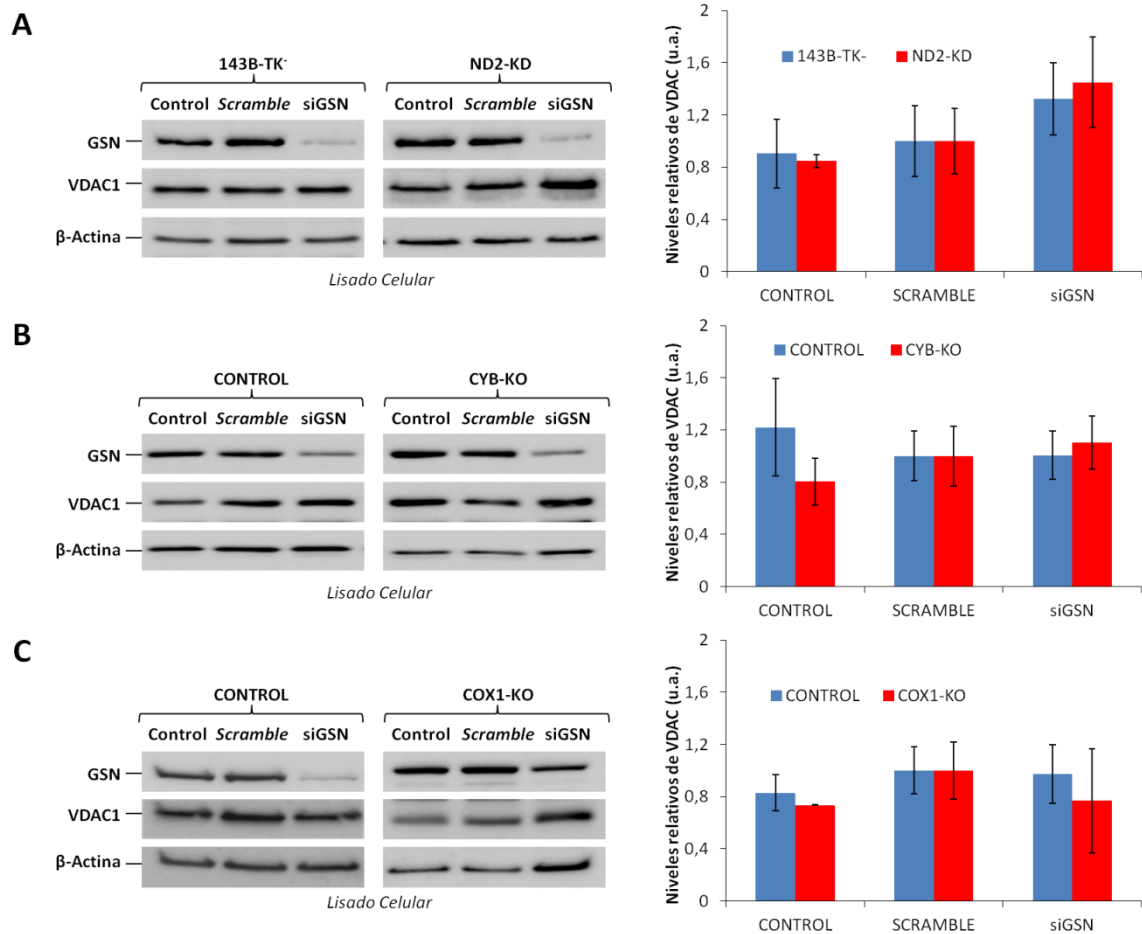 A
143B-TK-
ND2-KD
Control Scramble siGSN
Control Scramble siGSN
GSN
VDAC1
β-Actina
Lisado Celular
Niveles relativos de VDAC (u.a.)
2
1,6
1,2
0,8
0,4
0
143B-TK-
ND2-KD
CONTROL
SCRAMBLE
siGSN
B
CONTROL
CYB-KO
Control Scramble siGSN
Control Scramble siGSN
GSN
VDAC1
β-Actina
Lisado Celular
Niveles relativos de VDAC (u.a.)
2
1,6
1,2
0,8
0,4
0
CONTROL
CYB-KO
CONTROL
SCRAMBLE
siGSN
C
CONTROL
COX1-KO
Control Scramble siGSN
Control Scramble siGSN
GSN
VDAC1
β-Actina
Lisado Celular
Niveles relativos de VDAC (u.a.)
2
1,6
1,2
0,8
0,4
0
CONTROL
COX1-KO
CONTROL
SCRAMBLE
siGSN